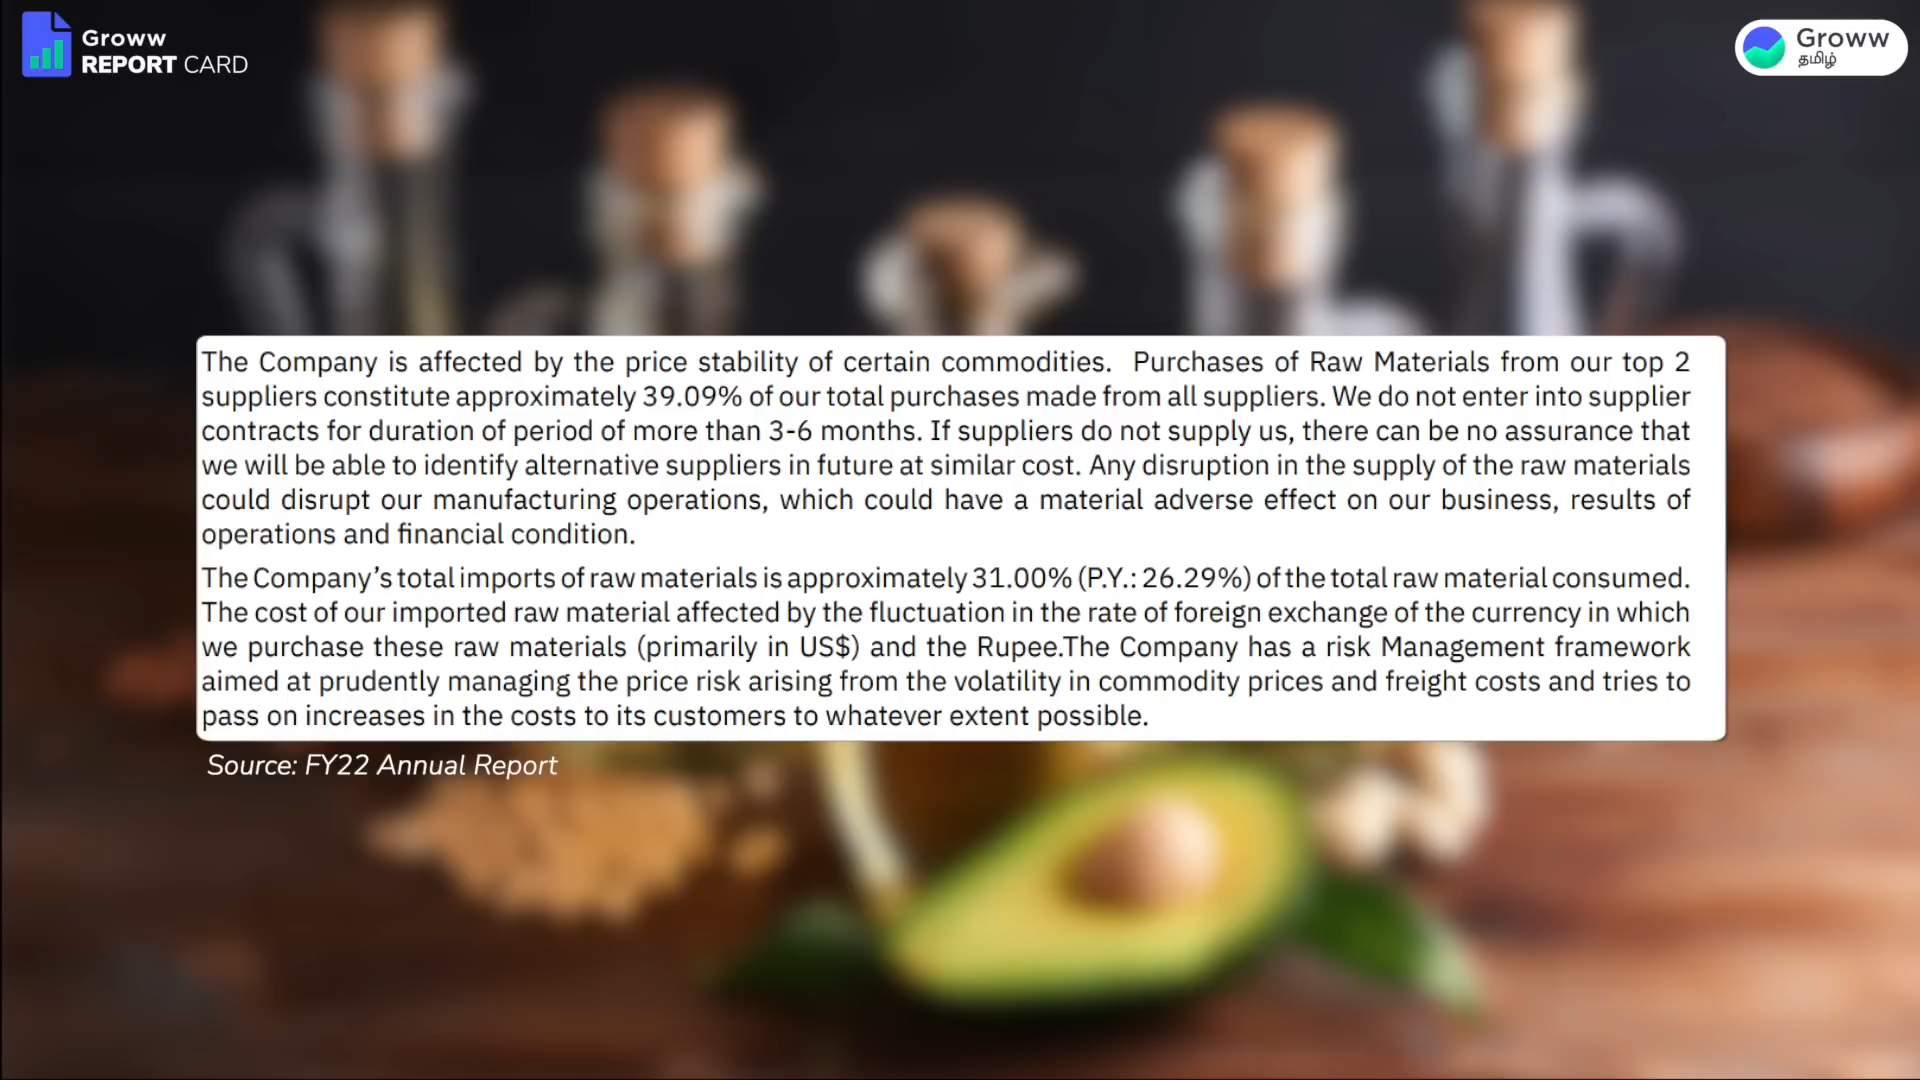 Groww
REPORT CARD
Groww
தமிழ்
The Company is affected by the price stability of certain commodities. Purchases of Raw Materials from our top 2
suppliers constitute approximately 39.09% of our total purchases made from all suppliers. We do not enter into supplier
contracts for duration of period of more than 3-6 months. If suppliers do not supply us, there can be no assurance that
we will be able to identify alternative suppliers in future at similar cost. Any disruption in the supply of the raw materials
could disrupt our manufacturing operations, which could have a material adverse effect on our business, results of
operations and financial condition.
The Company’s total imports of raw materials is approximately 31.00% (P.Y.: 26.29%) of the total raw material consumed.
The cost of our imported raw material affected by the fluctuation in the rate of foreign exchange of the currency in which
we purchase these raw materials (primarily in US$) and the Rupee.The Company has a risk Management framework
aimed at prudently managing the price risk arising from the volatility in commodity prices and freight costs and tries to
pass on increases in the costs to its customers to whatever extent possible.
Source: FY22 Annual Report